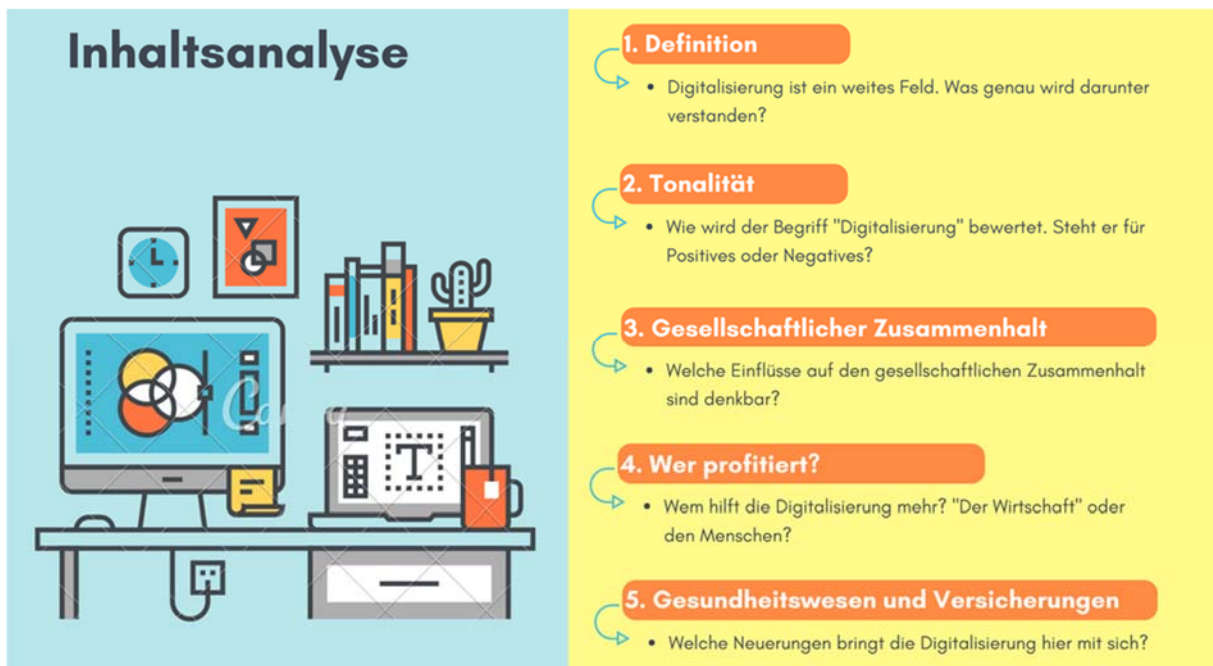 Inhaltsanalyse
1. Definition
• Digitalisierung ist ein weites Feld. Was genau wird darunter
verstanden?
2. Tonalität
• Wie wird der Begriff "Digitalisierung" bewertet. Steht er für
Positives oder Negatives?
3. Gesellschaftlicher Zusammenhalt
• Welche Einflüsse auf den gesellschaftlichen Zusammenhalt
sind denkbar?
4. Wer profitiert?
• Wem hilft die Digitalisierung mehr? "Der Wirtschaft" oder
den Menschen?
5. Gesundheitswesen und Versicherungen
• Welche Neuerungen bringt die Digitalisierung hier mit sich?
Canva
T